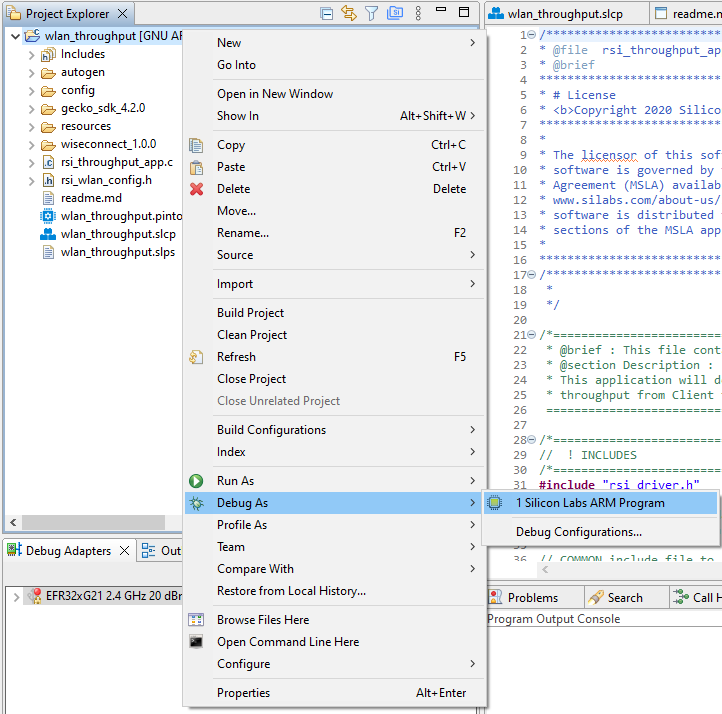 Project Explorer
wlan_throughput [GNU AF
Includes
autogen
config
gecko_sdk_4.2.0
resources
wiseconnect_1.0.0
rsi_throughput_app.c
rsi_wlan_config.h
readme.md
wlan_throughput.pinto
wlan_throughput.slcp
wlan_throughput.slps
Debug Adapters
Out
EFR32xG21 2.4 GHz 20 dBr
New
Go Into
Open in New Window
Show In Alt+Shift+W
Copy Ctrl+C
Paste Ctrl+V
Delete Delete
Move...
Rename... F2
Source
Import
Build Project
Clean Project
Refresh F5
Close Project
Close Unrelated Project
Build Configurations
Index
Run As
Debug As
Profile As
Team
Compare With
Restore from Local History...
Browse Files Here
Open Command Line Here
Configure
Properties Alt+Enter
1 Silicon Labs ARM Program
Debug Configurations...
wlan_throughput.slcp
readme.m
1 /***************************
2 * @file rsi_throughput_ap
3 * @brief
4 ***************************
5 * # License
6 * <b>Copyright 2020 Silico
7 ***************************
8 *
9 * The licensor of this sof
10 * software is governed by
11 * Agreement (MSLA) availab
12 * www.silabs.com/about-us/
13 * software is distributed
14 * sections of the MSLA app
15 *
16 ***************************
17 /***************************
18 *
19 */
20
21 /*=========================
22 * @brief : This file cont
23 * @section Description :
24 * This application will d
25 * throughput from Client
26 =========================
27
28 /*=========================
29 // ! INCLUDES
30 /*=========================
31 #include "rsi_driver.h"
36 // COMMON include file to
Problems
Search
Call H
Program Output Console